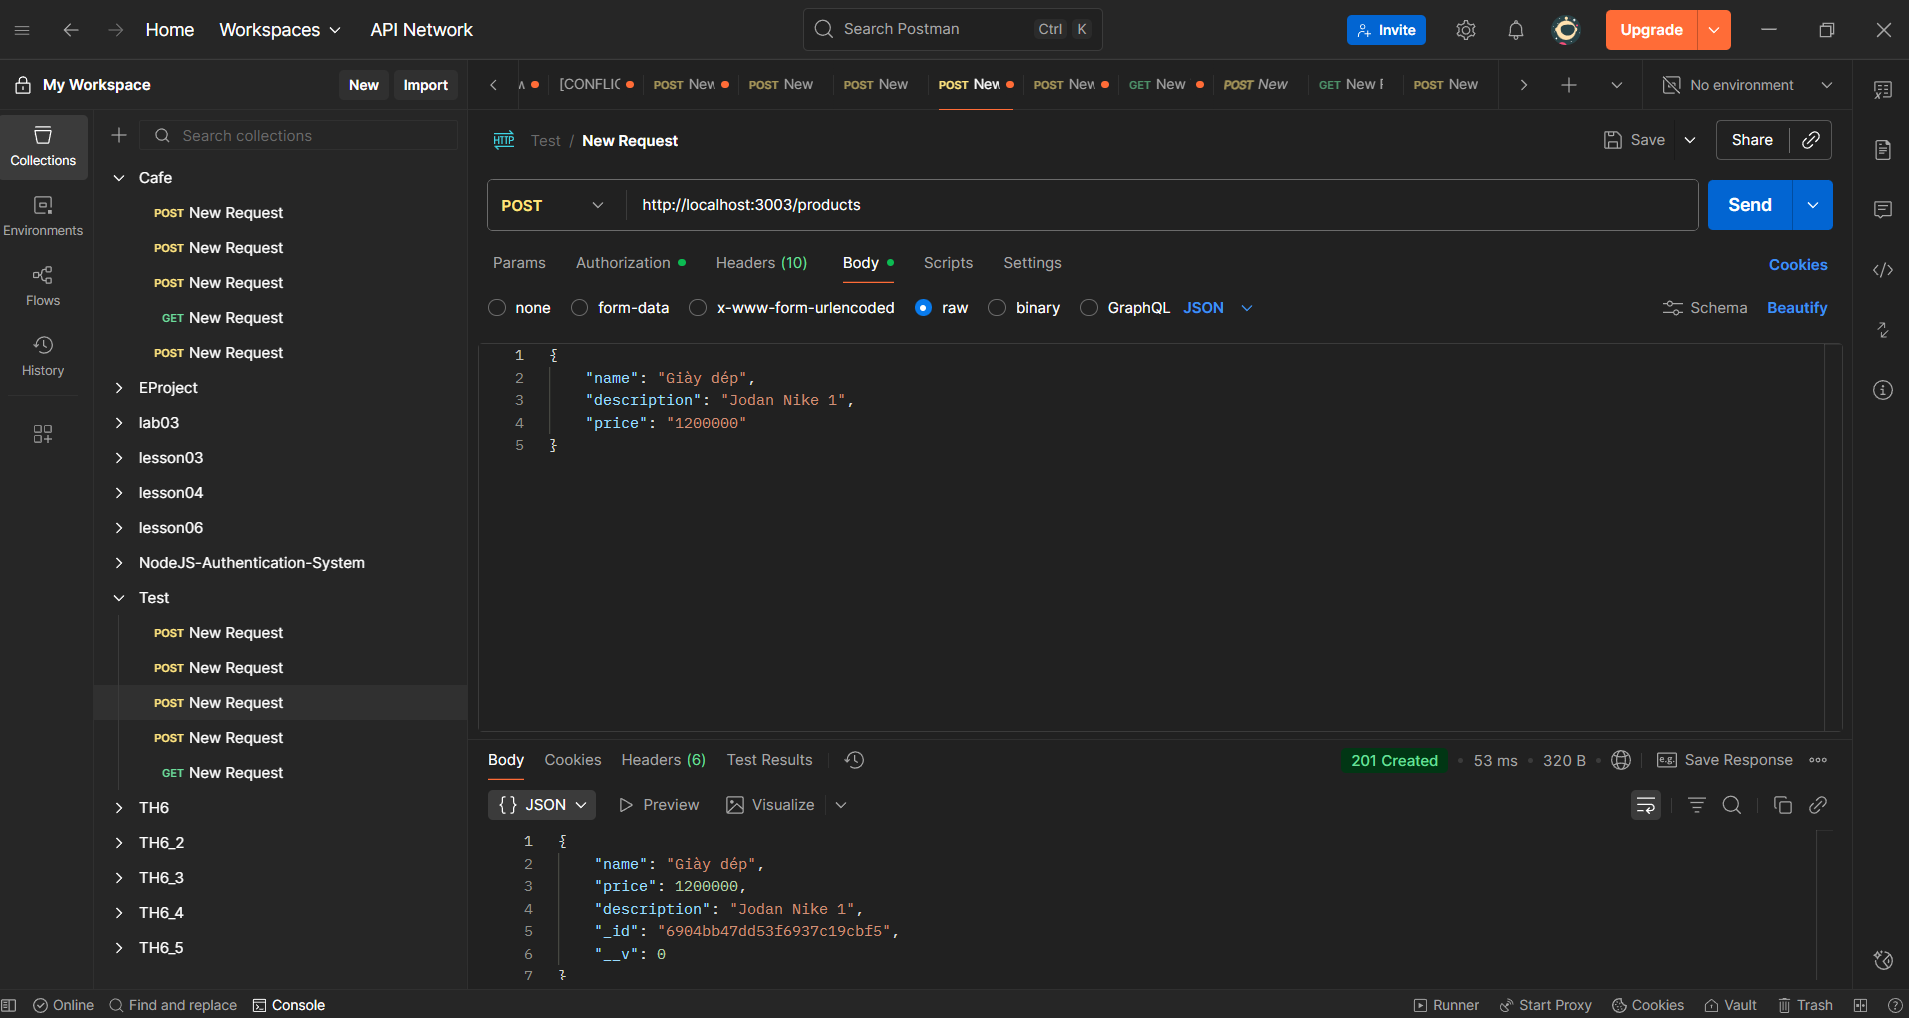 Home Workspaces API Network Search Postman Ctrl K Invite Upgrade
My Workspace New Import
[CONFLIC POST New POST New POST New POST New POST New GET New POST New GET New POST New No environment
Collections
Environments
Flows
History
Search collections
Cafe
POST New Request
POST New Request
POST New Request
GET New Request
POST New Request
EProject
lab03
lesson03
lesson04
lesson06
NodeJS-Authentication-System
Test
POST New Request
POST New Request
POST New Request
POST New Request
GET New Request
TH6
TH6_2
TH6_3
TH6_4
TH6_5
HTTP Test / New Request Save Share
POST http://localhost:3003/products Send
Params Authorization Headers (10) Body Scripts Settings Cookies
none form-data x-www-form-urlencoded raw binary GraphQL JSON Schema Beautify
1 {
2 "name": "Giày dép",
3 "description": "Jodan Nike 1",
4 "price": "1200000"
5 }
Body Cookies Headers (6) Test Results 201 Created 53 ms 320 B e.g. Save Response
{} JSON Preview Visualize
1 {
2 "name": "Giày dép",
3 "price": 1200000,
4 "description": "Jodan Nike 1",
5 "_id": "6904bb47dd53f6937c19cbf5",
6 "__v": 0
7 }
Online Find and replace Console Runner Start Proxy Cookies Vault Trash